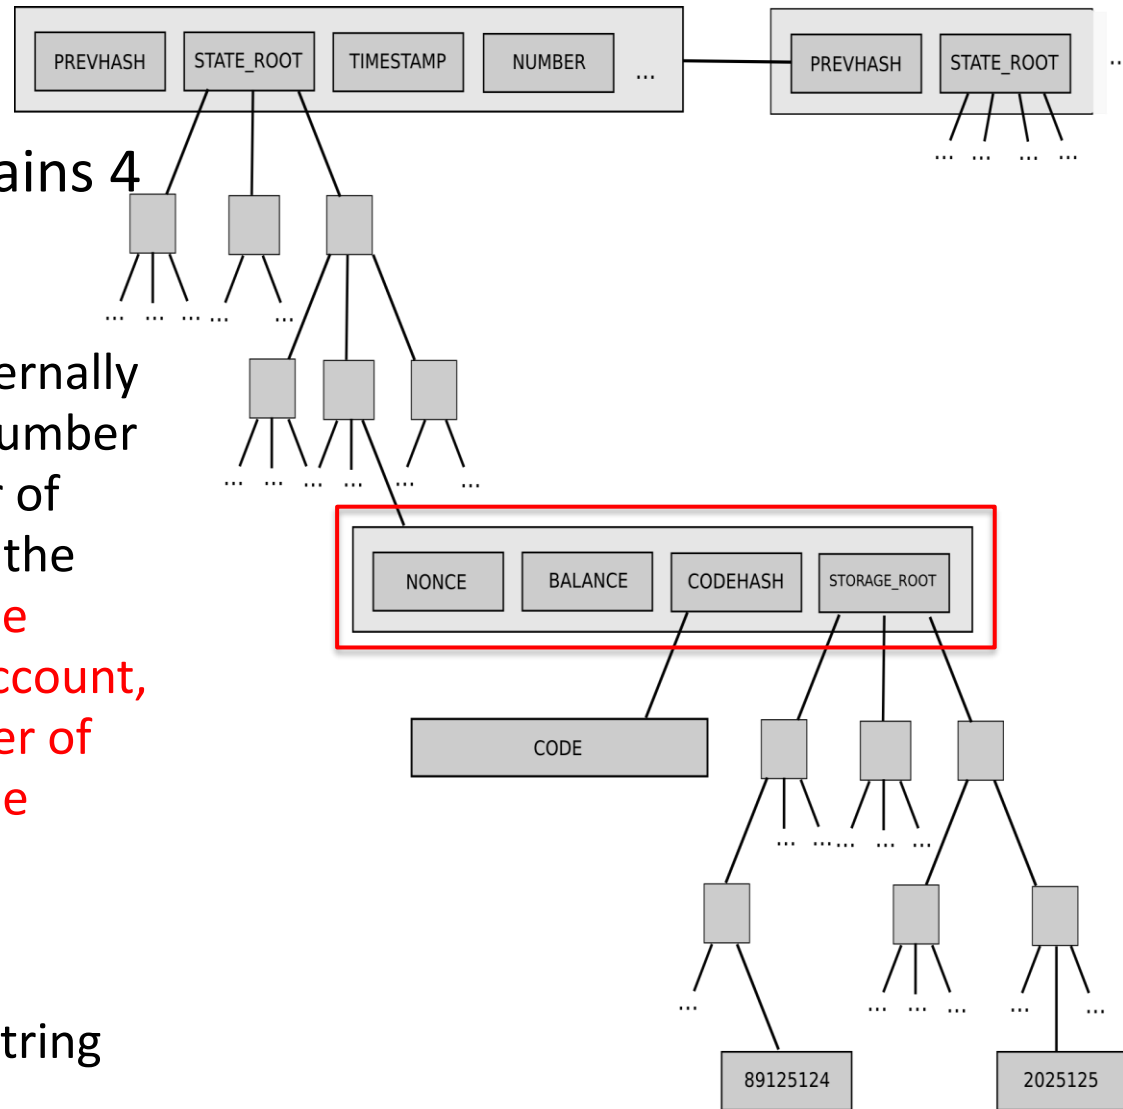 PREVHASH STATE_ROOT TIMESTAMP NUMBER ... PREVHASH STATE_ROOT ...
... ... ... ...
ains 4
... ... ... ... ...
ernally
umber
... ... ... ... ... ...
r of
the
NONCE BALANCE CODEHASH STORAGE_ROOT
e
ccount,
er of
CODE
e
... ... ... ... ...
... ... ... ... ... ...
tring
89125124 2025125